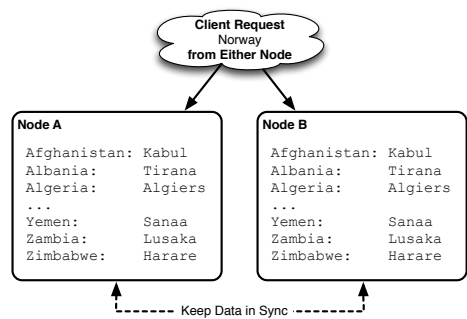 Client Request
Norway
from Either Node
Node A
Afghanistan: Kabul
Albania: Tirana
Algeria: Algiers
...
Yemen: Sanaa
Zambia: Lusaka
Zimbabwe: Harare
Node B
Afghanistan: Kabul
Albania: Tirana
Algeria: Algiers
...
Yemen: Sanaa
Zambia: Lusaka
Zimbabwe: Harare
Keep Data in Sync